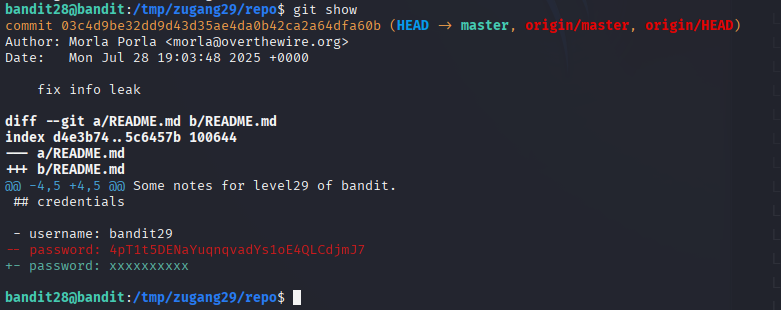 bandit28@bandit:/tmp/zugang29/repo$ git show
commit 03c4d9be32dd9d43d35ae4da0b42ca2a64dfa60b (HEAD → master, origin/master, origin/HEAD)
Author: Morla Porla <morla@overthewire.org>
Date:   Mon Jul 28 19:03:48 2025 +0000

    fix info leak

diff --git a/README.md b/README.md
index d4e3b74..5c6457b 100644
--- a/README.md
+++ b/README.md
@@ -4,5 +4,5 @@ Some notes for level29 of bandit.
 ## credentials

 - username: bandit29
-- password: 4pT1t5DENaYuqnqvadYs1oE4QLCdjmJ7
+- password: xxxxxxxxxx

bandit28@bandit:/tmp/zugang29/repo$